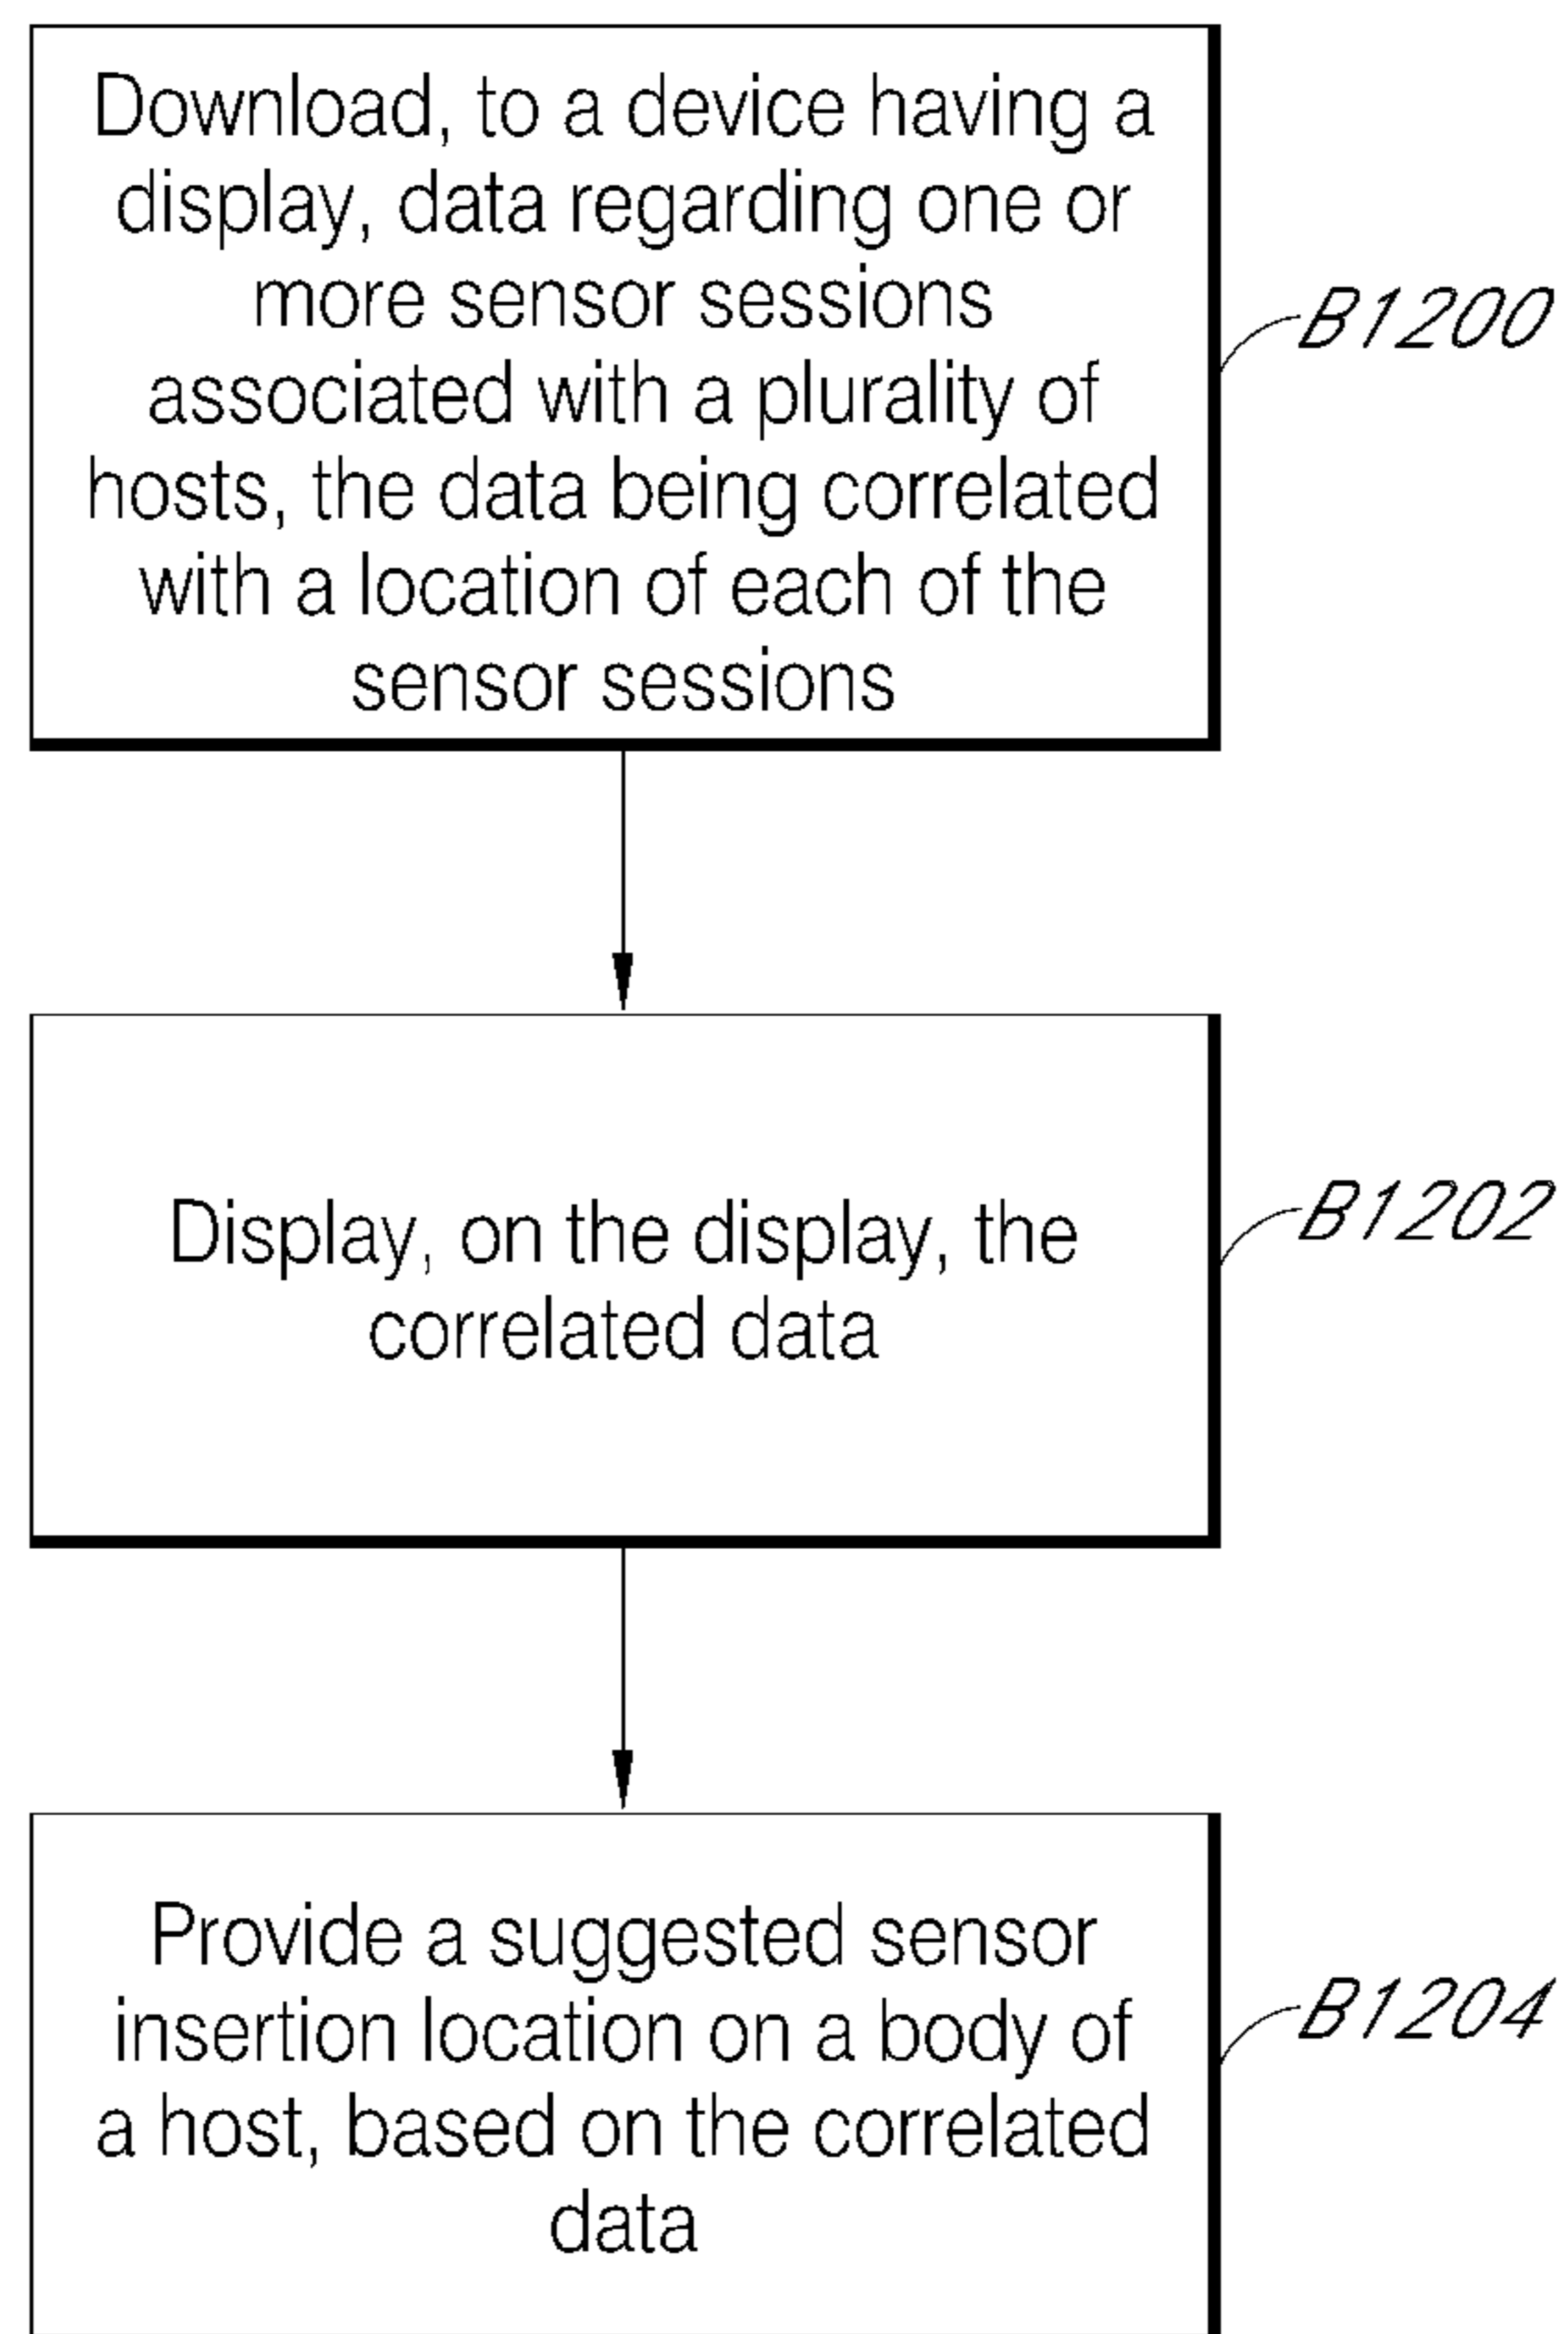 Download, to a device having a
display, data regarding one or
more sensor sessions
associated with a plurality of
hosts, the data being correlated
with a location of each of the
sensor sessions
B1200
Display, on the display, the
correlated data
B1202
Provide a suggested sensor
insertion location on a body of
a host, based on the correlated
data
B1204